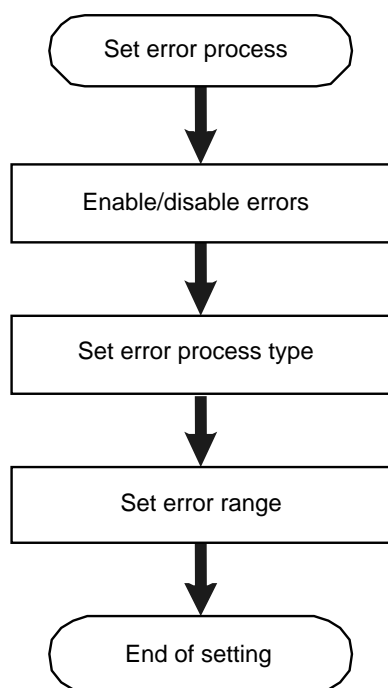 Set error process
Enable/disable errors
Set error process type
Set error range
End of setting